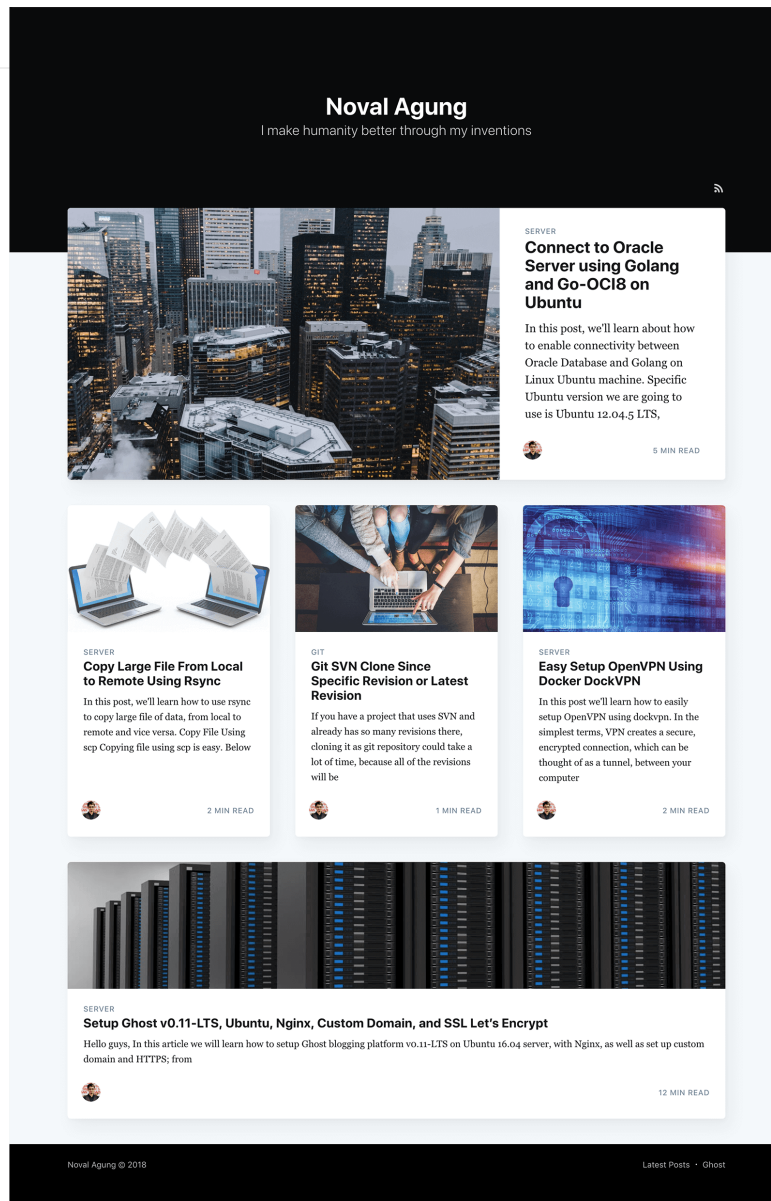 Noval Agung
I make humanity better through my inventions
SERVER
Connect to Oracle
Server using Golang
and Go-OCI8 on
Ubuntu
In this post, we'll learn about how
to enable connectivity between
Oracle Database and Golang on
Linux Ubuntu machine. Specific
Ubuntu version we are going to
use is Ubuntu 12.04.5 LTS,
5 MIN READ
SERVER
Copy Large File From Local
to Remote Using Rsync
In this post, we'll learn how to use rsync
to copy large file of data, from local to
remote and vice versa. Copy File Using
scp Copying file using scp is easy. Below
2 MIN READ
GIT
Git SVN Clone Since
Specific Revision or Latest
Revision
If you have a project that uses SVN and
already has so many revisions there,
cloning it as git repository could take a
lot of time, because all of the revisions
will be
1 MIN READ
SERVER
Easy Setup OpenVPN Using
Docker DockVPN
In this post we'll learn how to easily
setup OpenVPN using dockvpn. In the
simplest terms, VPN creates a secure,
encrypted connection, which can be
thought of as a tunnel, between your
computer
2 MIN READ
SERVER
Setup Ghost v0.11-LTS, Ubuntu, Nginx, Custom Domain, and SSL Let's Encrypt
Hello guys, In this article we will learn how to setup Ghost blogging platform v0.11-LTS on Ubuntu 16.04 server, with Nginx, as well as set up custom
domain and HTTPS; from
12 MIN READ
Noval Agung © 2018
Latest Posts • Ghost